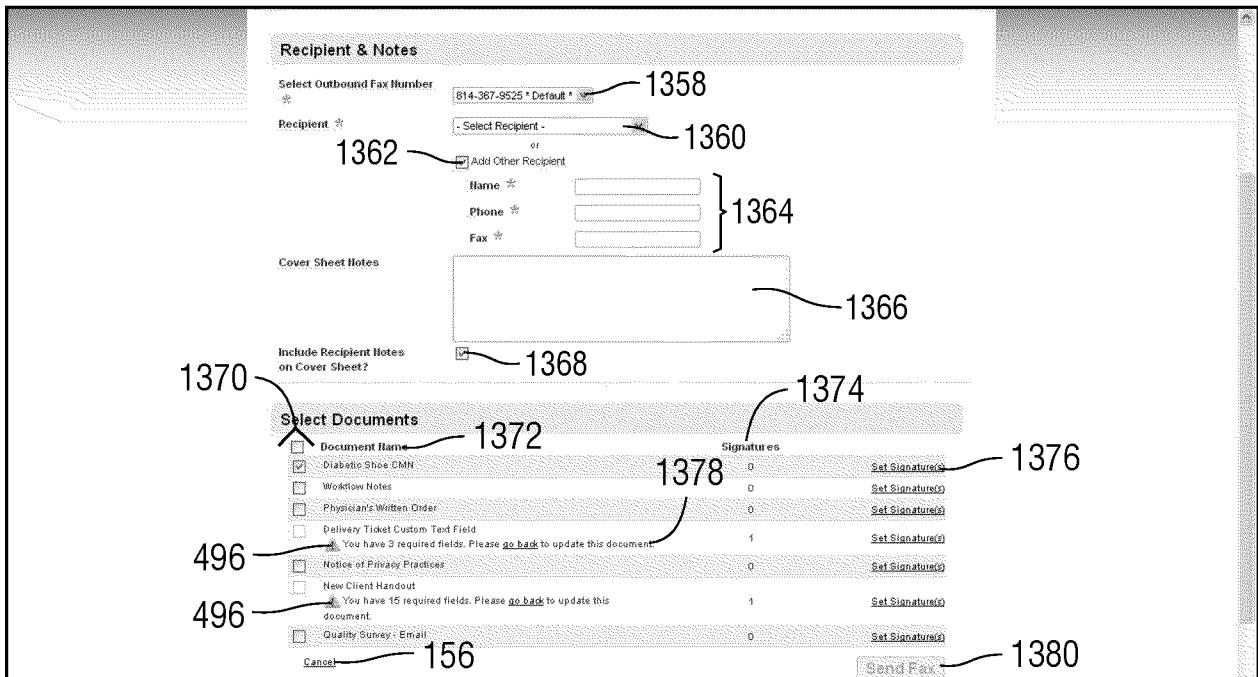 Recipient & Notes
Select Outbound Fax Number
814-367-9525 * Default *
1358
Recipient
- Select Recipient -
1360
or
1362
Add Other Recipient
Name
Phone
1364
Fax
Cover Sheet Notes
1366
Include Recipient Notes
on Cover Sheet?
1368
1370
1374
Select Documents
Document Name
1372
Signatures
1376
Diabetic Shoe CMN
0
Set Signature(s)
1378
Workflow Notes
0
Set Signature(s)
Physician's Written Order
0
Set Signature(s)
Delivery Ticket Custom Text Field
496
You have 3 required fields. Please go back to update this document.
1
Set Signature(s)
Notice of Privacy Practices
0
Set Signature(s)
New Client Handout
496
You have 15 required fields. Please go back to update this
document.
1
Set Signature(s)
Quality Survey - Email
0
Set Signature(s)
Cancel
156
Send Fax
1380